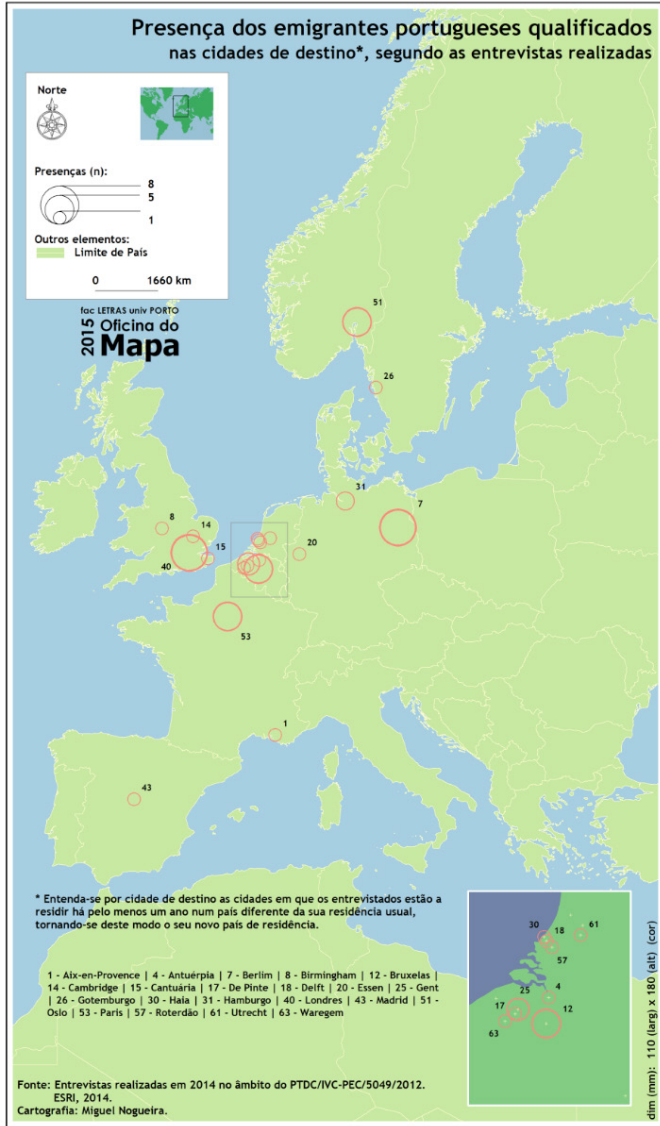 Presença dos emigrantes portugueses qualificados
nas cidades de destino*, segundo as entrevistas realizadas
Norte
Presenças (n):
8
5
1
Outros elementos:
Limite de País
0 1660 km
fac LETRAS univ PORTO
2015 Oficina do
Mapa
51
26
31
7
8
14
15
20
40
53
1
43
* Entenda-se por cidade de destino as cidades em que os entrevistados estão a
residir há pelo menos um ano num país diferente da sua residência usual,
tornando-se deste modo o seu novo país de residência.
1 - Aix-en-Provence | 4 - Antuérpia | 7 - Berlim | 8 - Birmingham | 12 - Bruxelas |
14 - Cambridge | 15 - Cantuária | 17 - De Pinte | 18 - Delft | 20 - Essen | 25 - Gent
| 26 - Gotemburgo | 30 - Haia | 31 - Hamburgo | 40 - Londres | 43 - Madrid | 51 -
Oslo | 53 - Paris | 57 - Roterdão | 61 - Utrecht | 63 - Waregem
30
18
61
57
4
25
17
12
63
Fonte: Entrevistas realizadas em 2014 no âmbito do PTDC/IVC-PEC/5049/2012.
ESRI, 2014.
Cartografia: Miguel Nogueira.
dim (mm): 110 (larg) x 180 (alt) (cor)